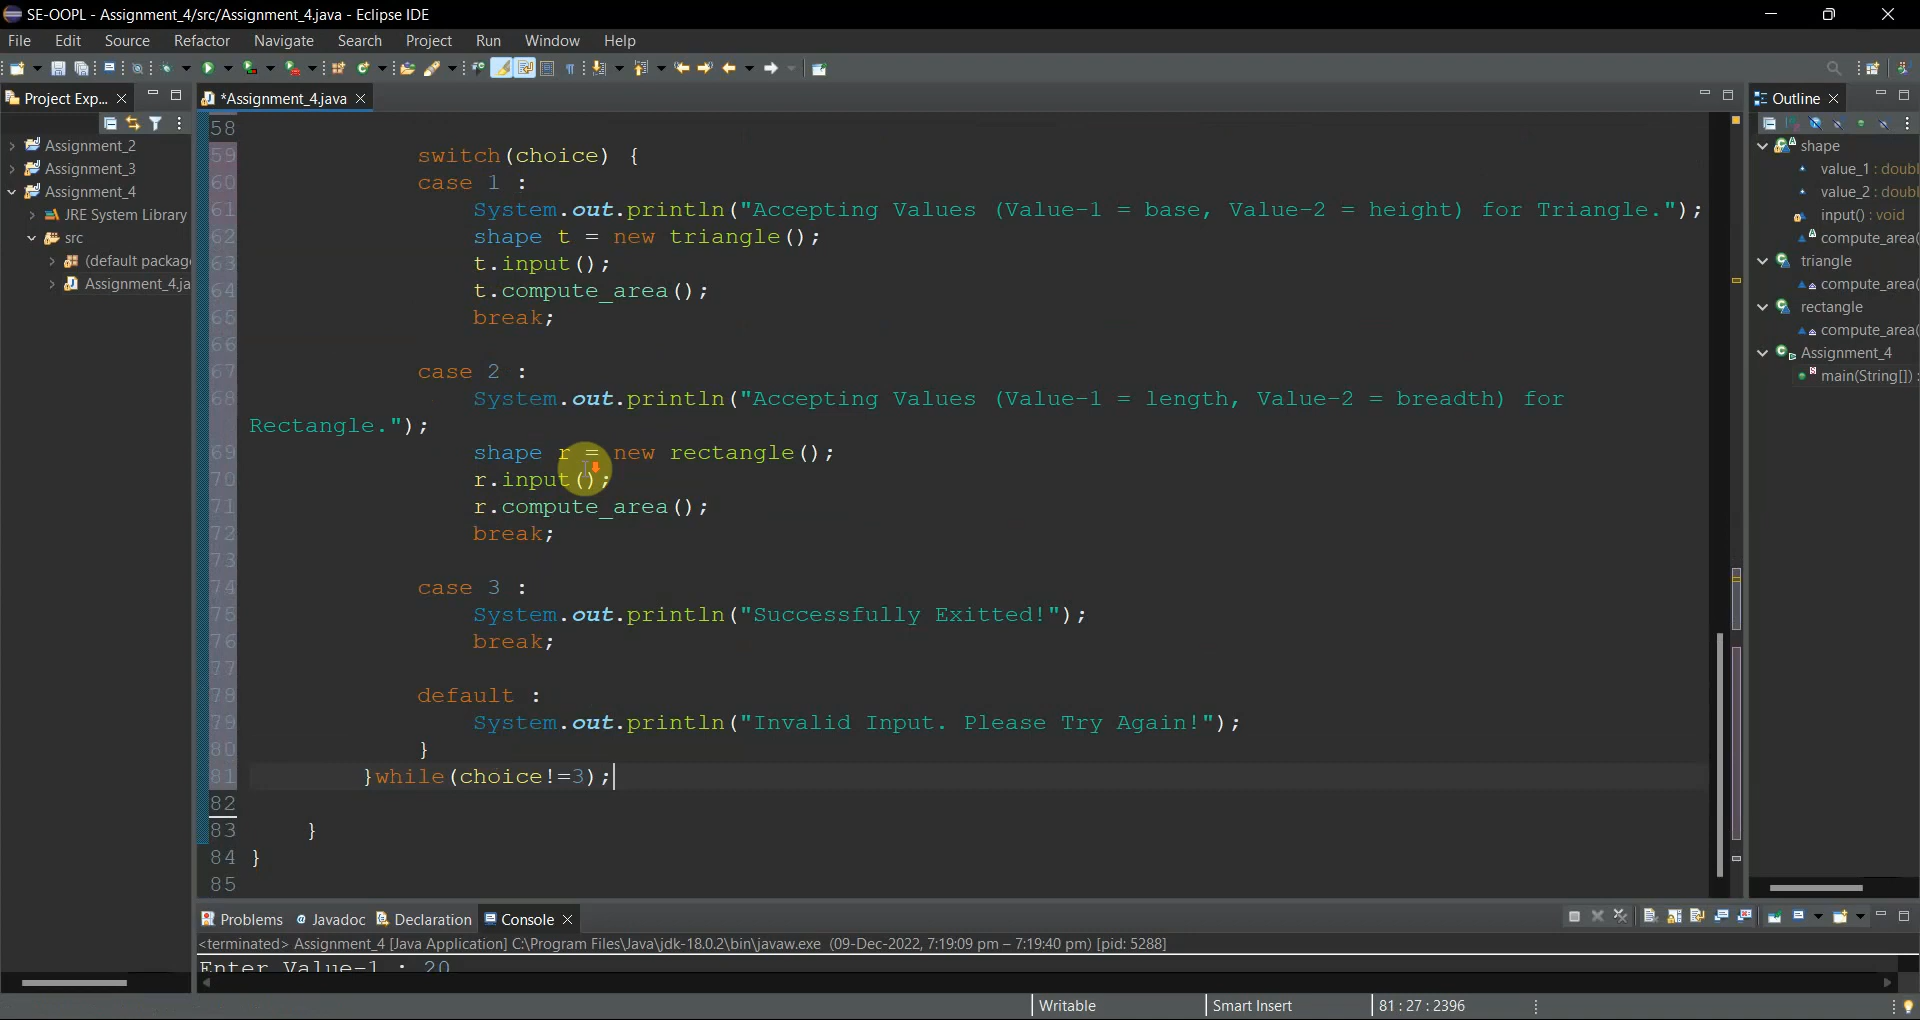 SE-OOPL - Assignment_4/src/Assignment_4.java - Eclipse IDE
File Edit Source Refactor Navigate Search Project Run Window Help
Project Exp...
*Assignment_4.java
Outline
Assignment_2
Assignment_3
Assignment_4
JRE System Library
src
(default packag
Assignment_4.ja
58
59 switch(choice) {
60 case 1 :
61 System.out.println("Accepting Values (Value-1 = base, Value-2 = height) for Triangle.");
62 shape t = new triangle();
63 t.input();
64 t.compute_area();
65 break;
66
67 case 2 :
68 System.out.println("Accepting Values (Value-1 = length, Value-2 = breadth) for
Rectangle.");
69 shape r = new rectangle();
70 r.input();
71 r.compute_area();
72 break;
73
74 case 3 :
75 System.out.println("Successfully Exitted!");
76 break;
77
78 default :
79 System.out.println("Invalid Input. Please Try Again!");
80 }
81 }while(choice!=3);
82
83 }
84 }
85
shape
value_1 : doubl
value_2 : doubl
input() : void
compute_area(
triangle
compute_area(
rectangle
compute_area(
Assignment_4
main(String[]) :
Problems Javadoc Declaration Console
<terminated> Assignment_4 [Java Application] C:\Program Files\Java\jdk-18.0.2\bin\javaw.exe (09-Dec-2022, 7:19:09 pm – 7:19:40 pm) [pid: 5288]
Enter Value-1 : 20
Writable Smart Insert 81 : 27 : 2396